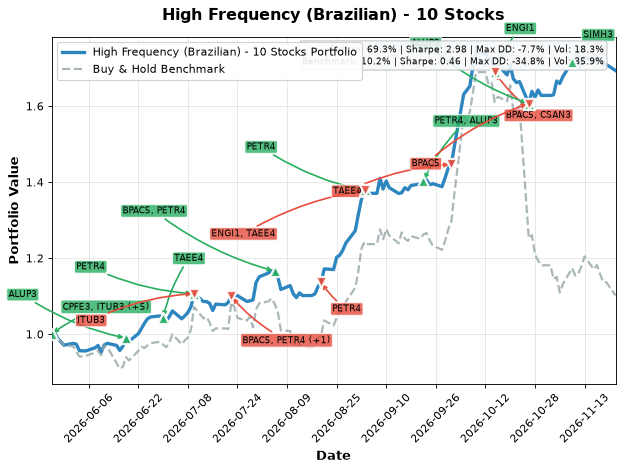 High Frequency (Brazilian) - 10 Stocks
ENGI1
SIMH3
High Frequency (Brazilian) - 10 Stocks Portfolio
69.3% | Sharpe: 2.98 | Max DD: -7.7% | Vol: 18.3%
Buy & Hold Benchmark
10.2% | Sharpe: 0.46 | Max DD: -34.8% | Vol: 35.9%
BPAC5, CSAN3
PETR4, ALUP3
PETR4
BPAC5
TAEE4
BPAC5, PETR4
ENGI1, TAEE4
TAEE4
PETR4
ALUP3
CPFE3, ITUB3 (+5)
PETR4
ITUB3
BPAC5, PETR4 (+1)
1.6
1.4
1.2
1.0
Portfolio Value
2026-06-06
2026-06-22
2026-07-08
2026-07-24
2026-08-09
2026-08-25
2026-09-10
2026-09-26
2026-10-12
2026-10-28
2026-11-13
Date